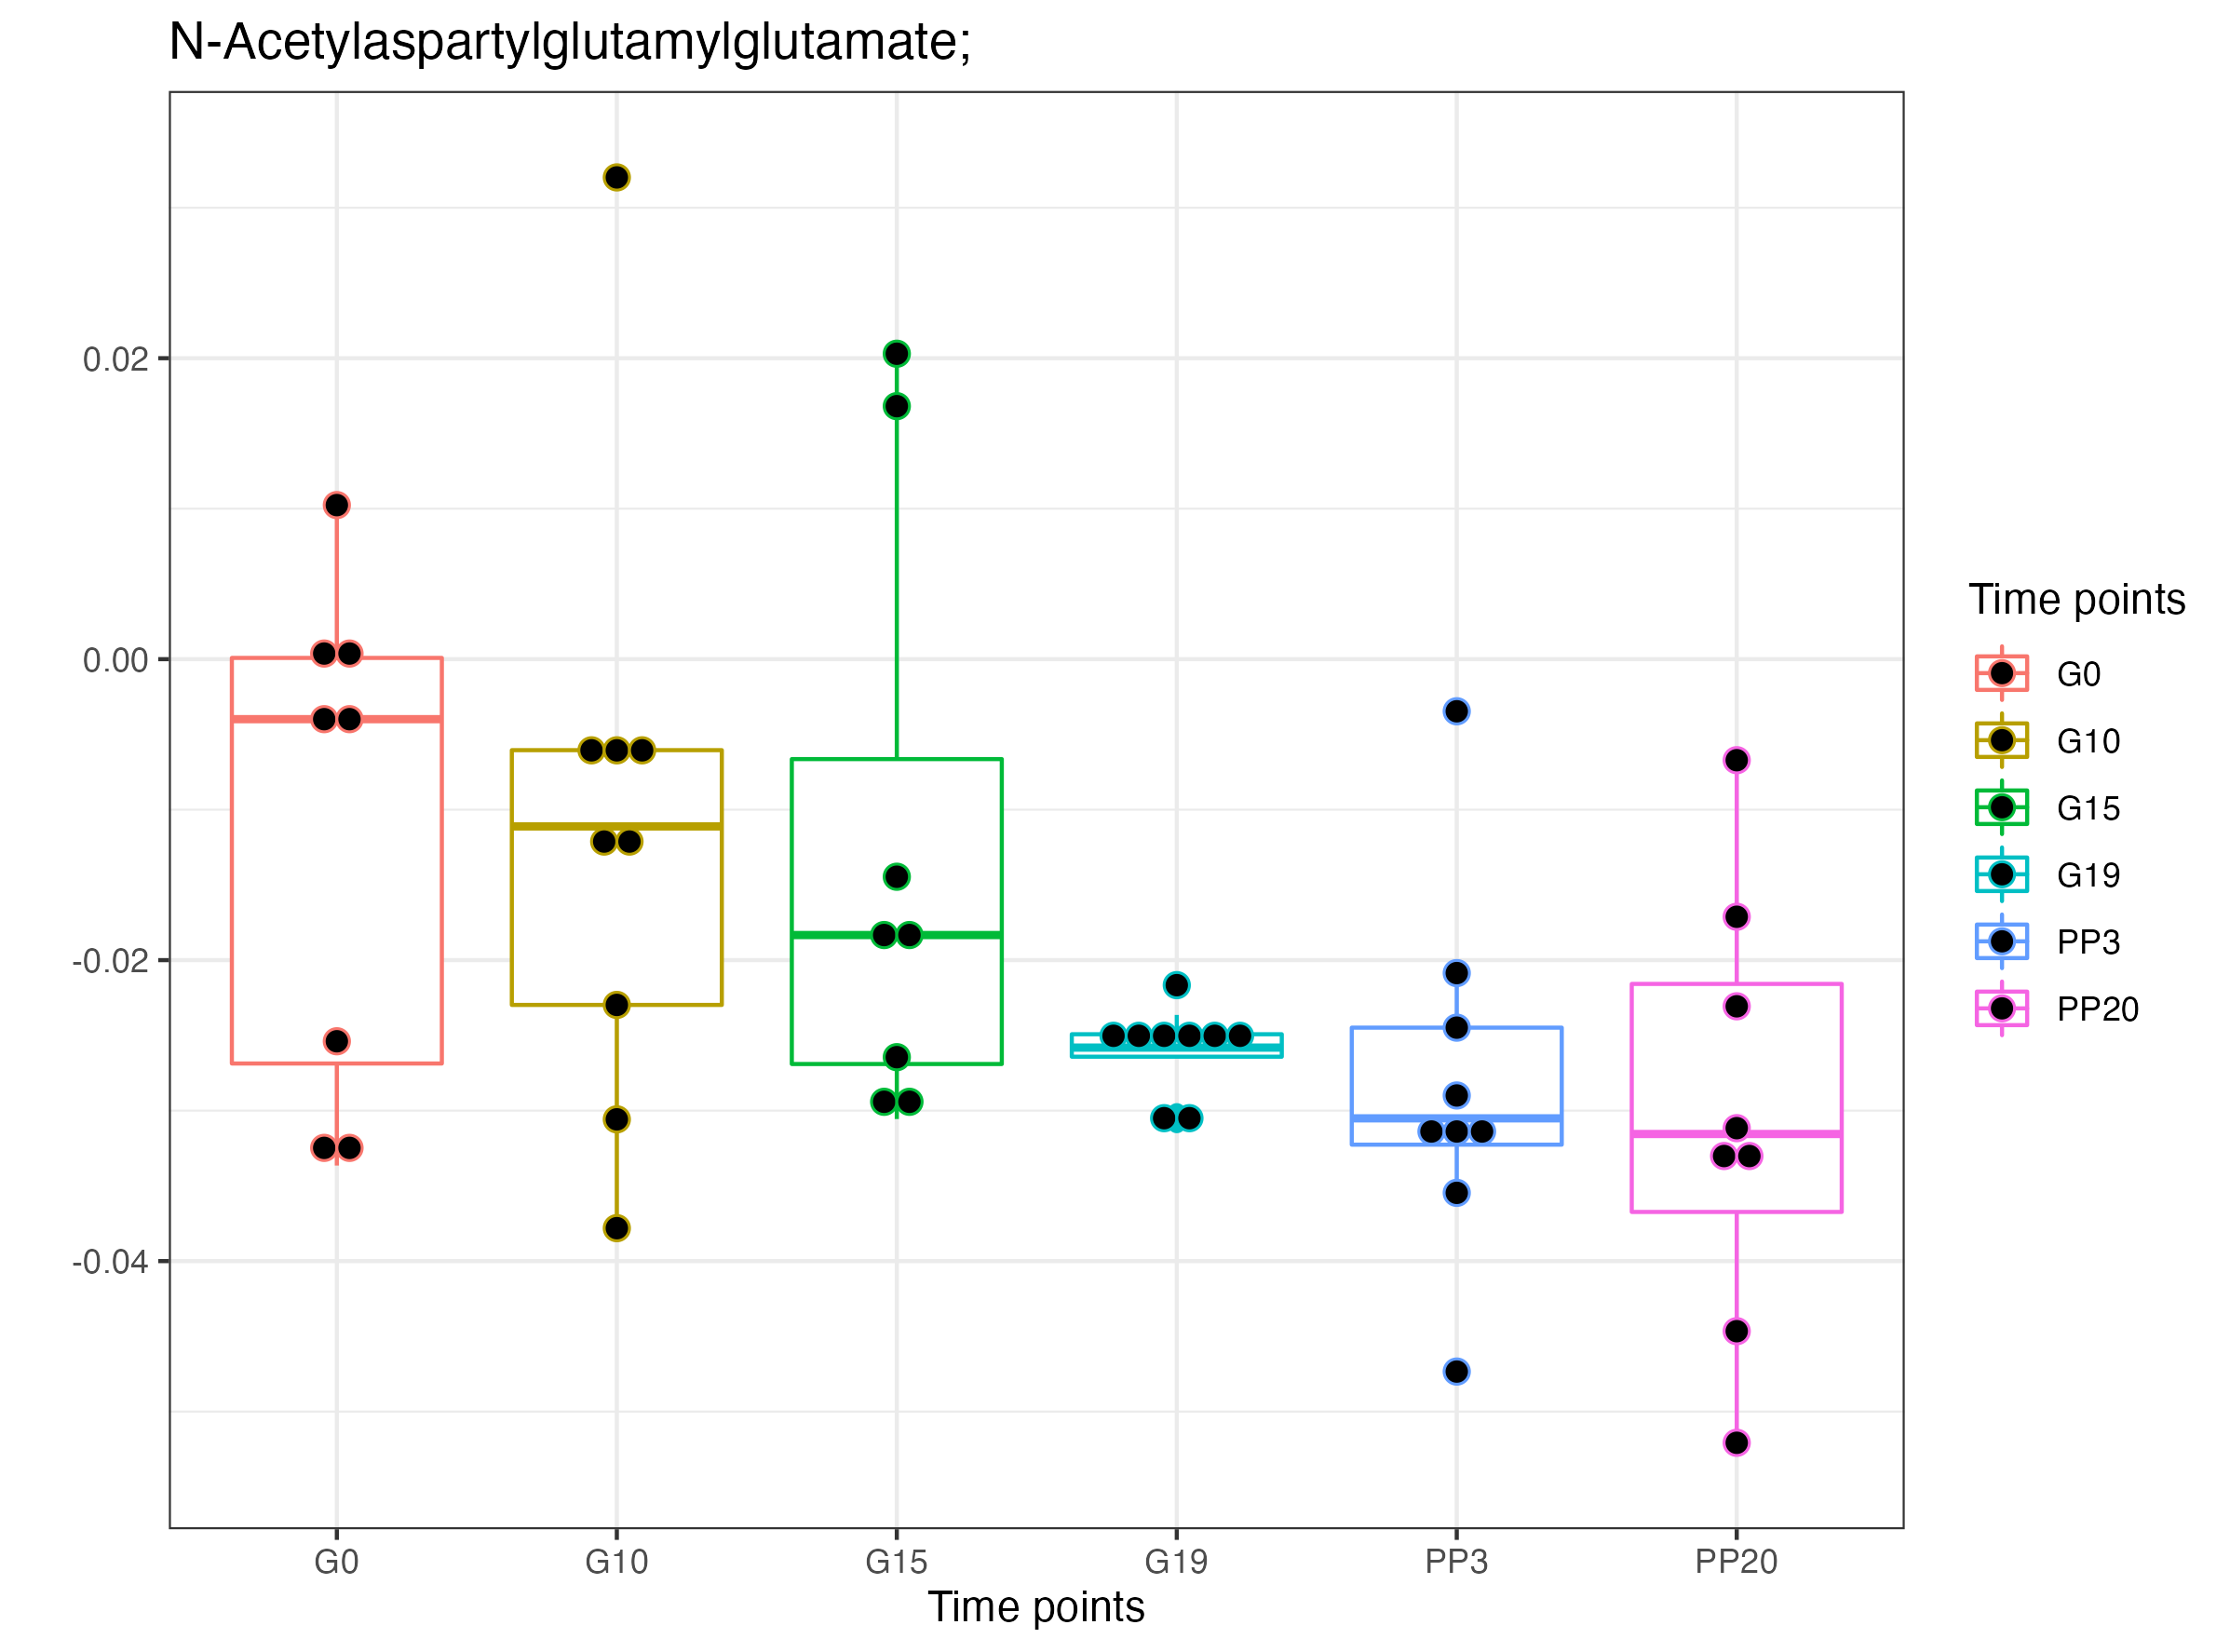 N-Acetylaspartylglutamylglutamate;
0.02
0.00
-0.02
-0.04
G0
G10
G15
G19
PP3
PP20
Time points
Time points
G0
G10
G15
G19
PP3
PP20